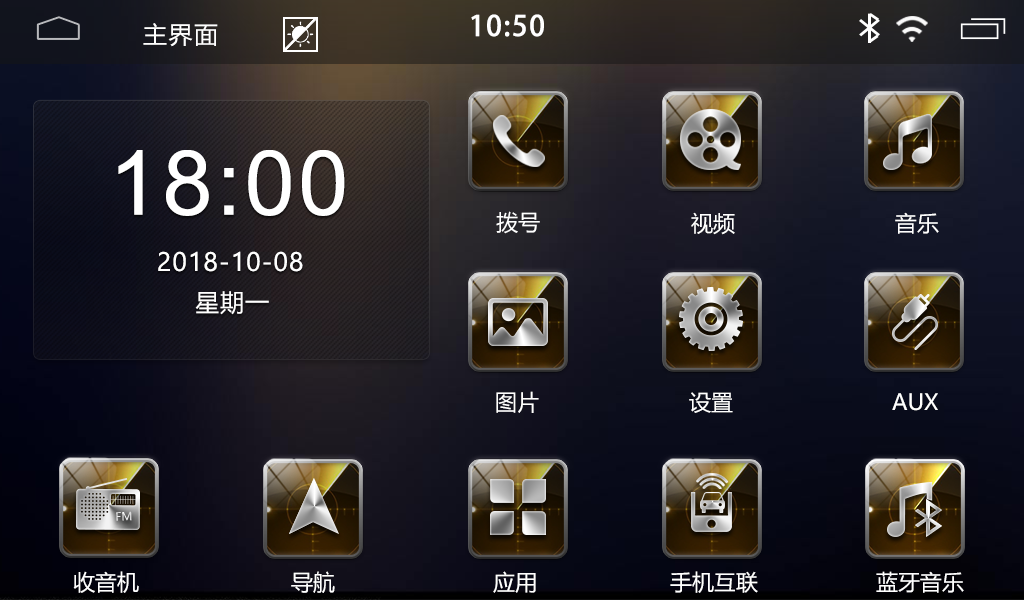 主界面
10:50
18:00
2018-10-08
星期一
拨号
视频
音乐
图片
设置
AUX
FM
收音机
导航
应用
手机互联
蓝牙音乐